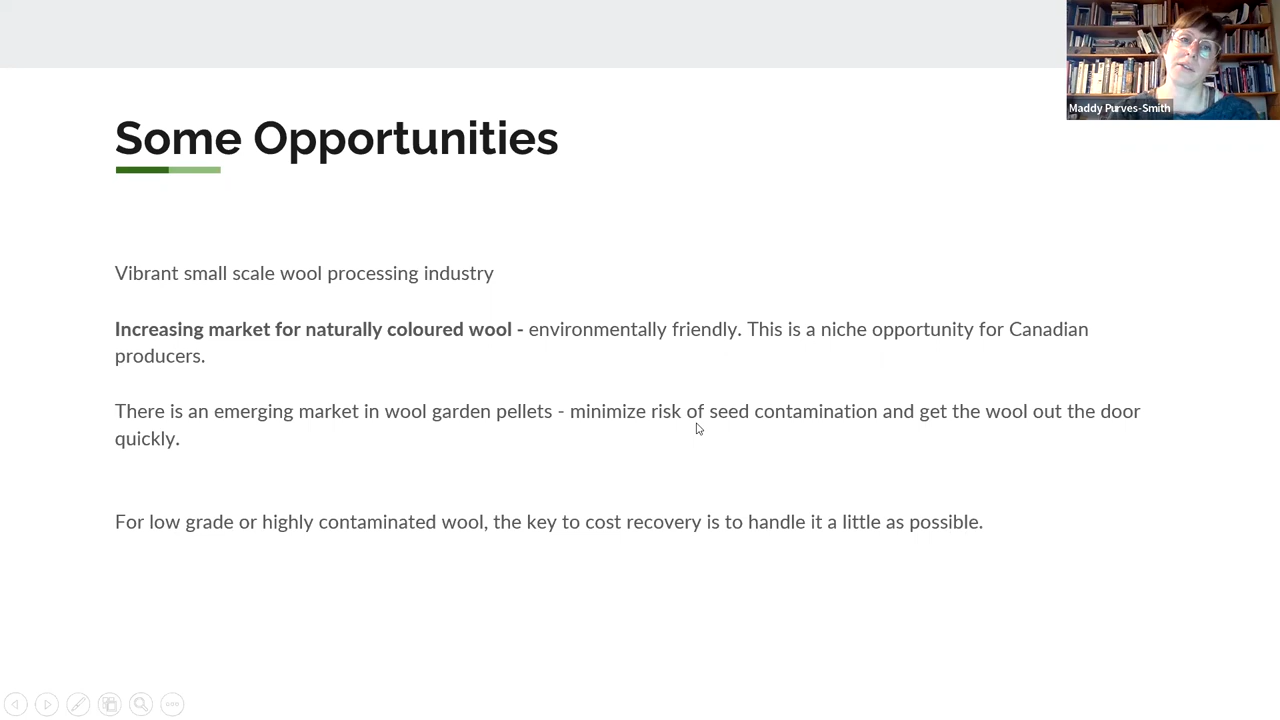 Maddy Purves-Smith
Some Opportunities
Vibrant small scale wool processing industry
Increasing market for naturally coloured wool - environmentally friendly. This is a niche opportunity for Canadian
producers.
There is an emerging market in wool garden pellets - minimize risk of seed contamination and get the wool out the door
quickly.
For low grade or highly contaminated wool, the key to cost recovery is to handle it a little as possible.